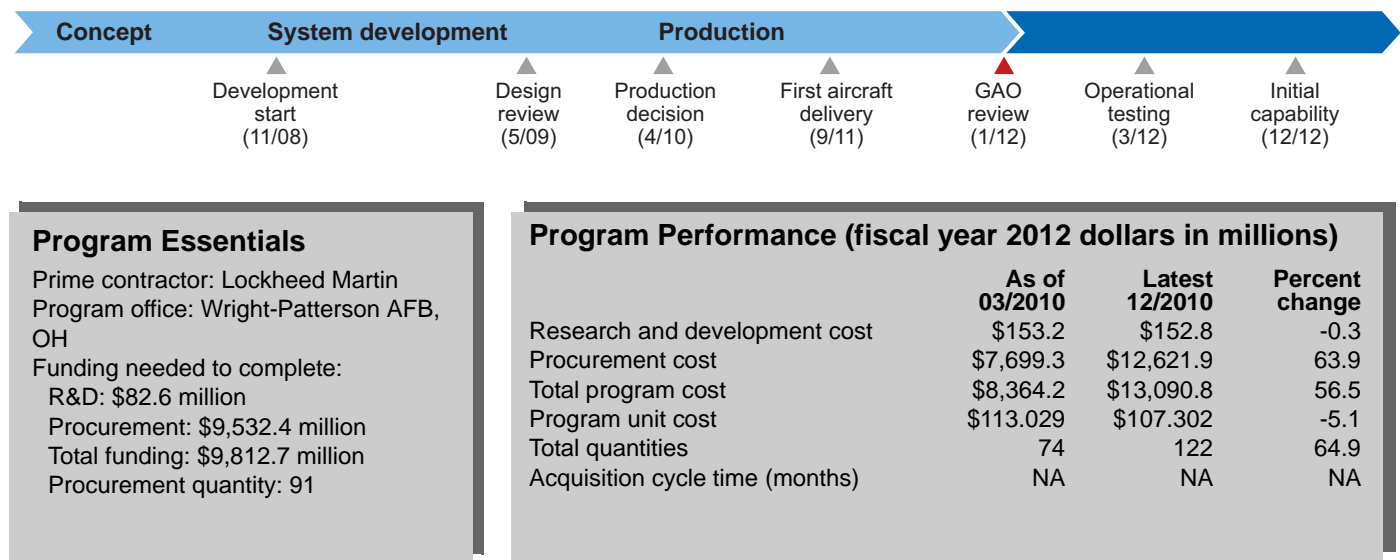 Concept System development Production
Development start (11/08)
Design review (5/09)
Production decision (4/10)
First aircraft delivery (9/11)
GAO review (1/12)
Operational testing (3/12)
Initial capability (12/12)
Program Essentials
Prime contractor: Lockheed Martin
Program office: Wright-Patterson AFB,
OH
Funding needed to complete:
R&D: $82.6 million
Procurement: $9,532.4 million
Total funding: $9,812.7 million
Procurement quantity: 91
Program Performance (fiscal year 2012 dollars in millions)
As of 03/2010 Latest 12/2010 Percent change
Research and development cost $153.2 $152.8 -0.3
Procurement cost $7,699.3 $12,621.9 63.9
Total program cost $8,364.2 $13,090.8 56.5
Program unit cost $113.029 $107.302 -5.1
Total quantities 74 122 64.9
Acquisition cycle time (months) NA NA NA